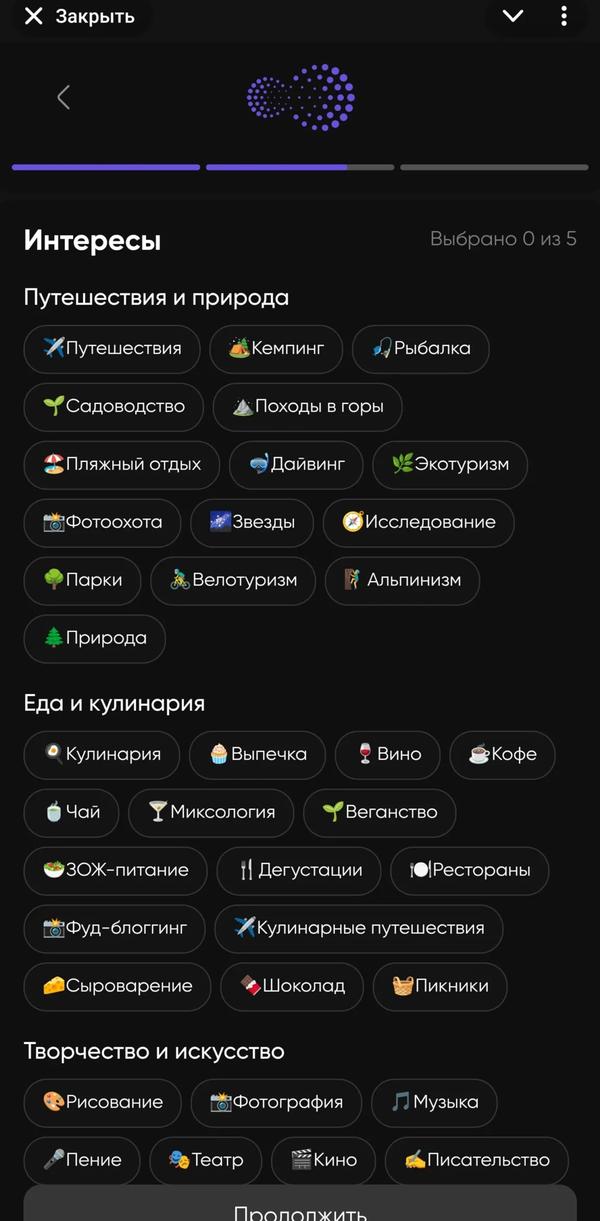 Закрыть
Интересы Выбрано 0 из 5
Путешествия и природа
Путешествия Кемпинг Рыбалка
Садоводство Походы в горы
Пляжный отдых Дайвинг Экотуризм
Фотоохота Звезды Исследование
Парки Велотуризм Альпинизм
Природа
Еда и кулинария
Кулинария Выпечка Вино Кофе
Чай Миксология Веганство
ЗОЖ-питание Дегустации Рестораны
Фуд-блоггинг Кулинарные путешествия
Сыроварение Шоколад Пикники
Творчество и искусство
Рисование Фотография Музыка
Пение Театр Кино Писательство
Продолжить